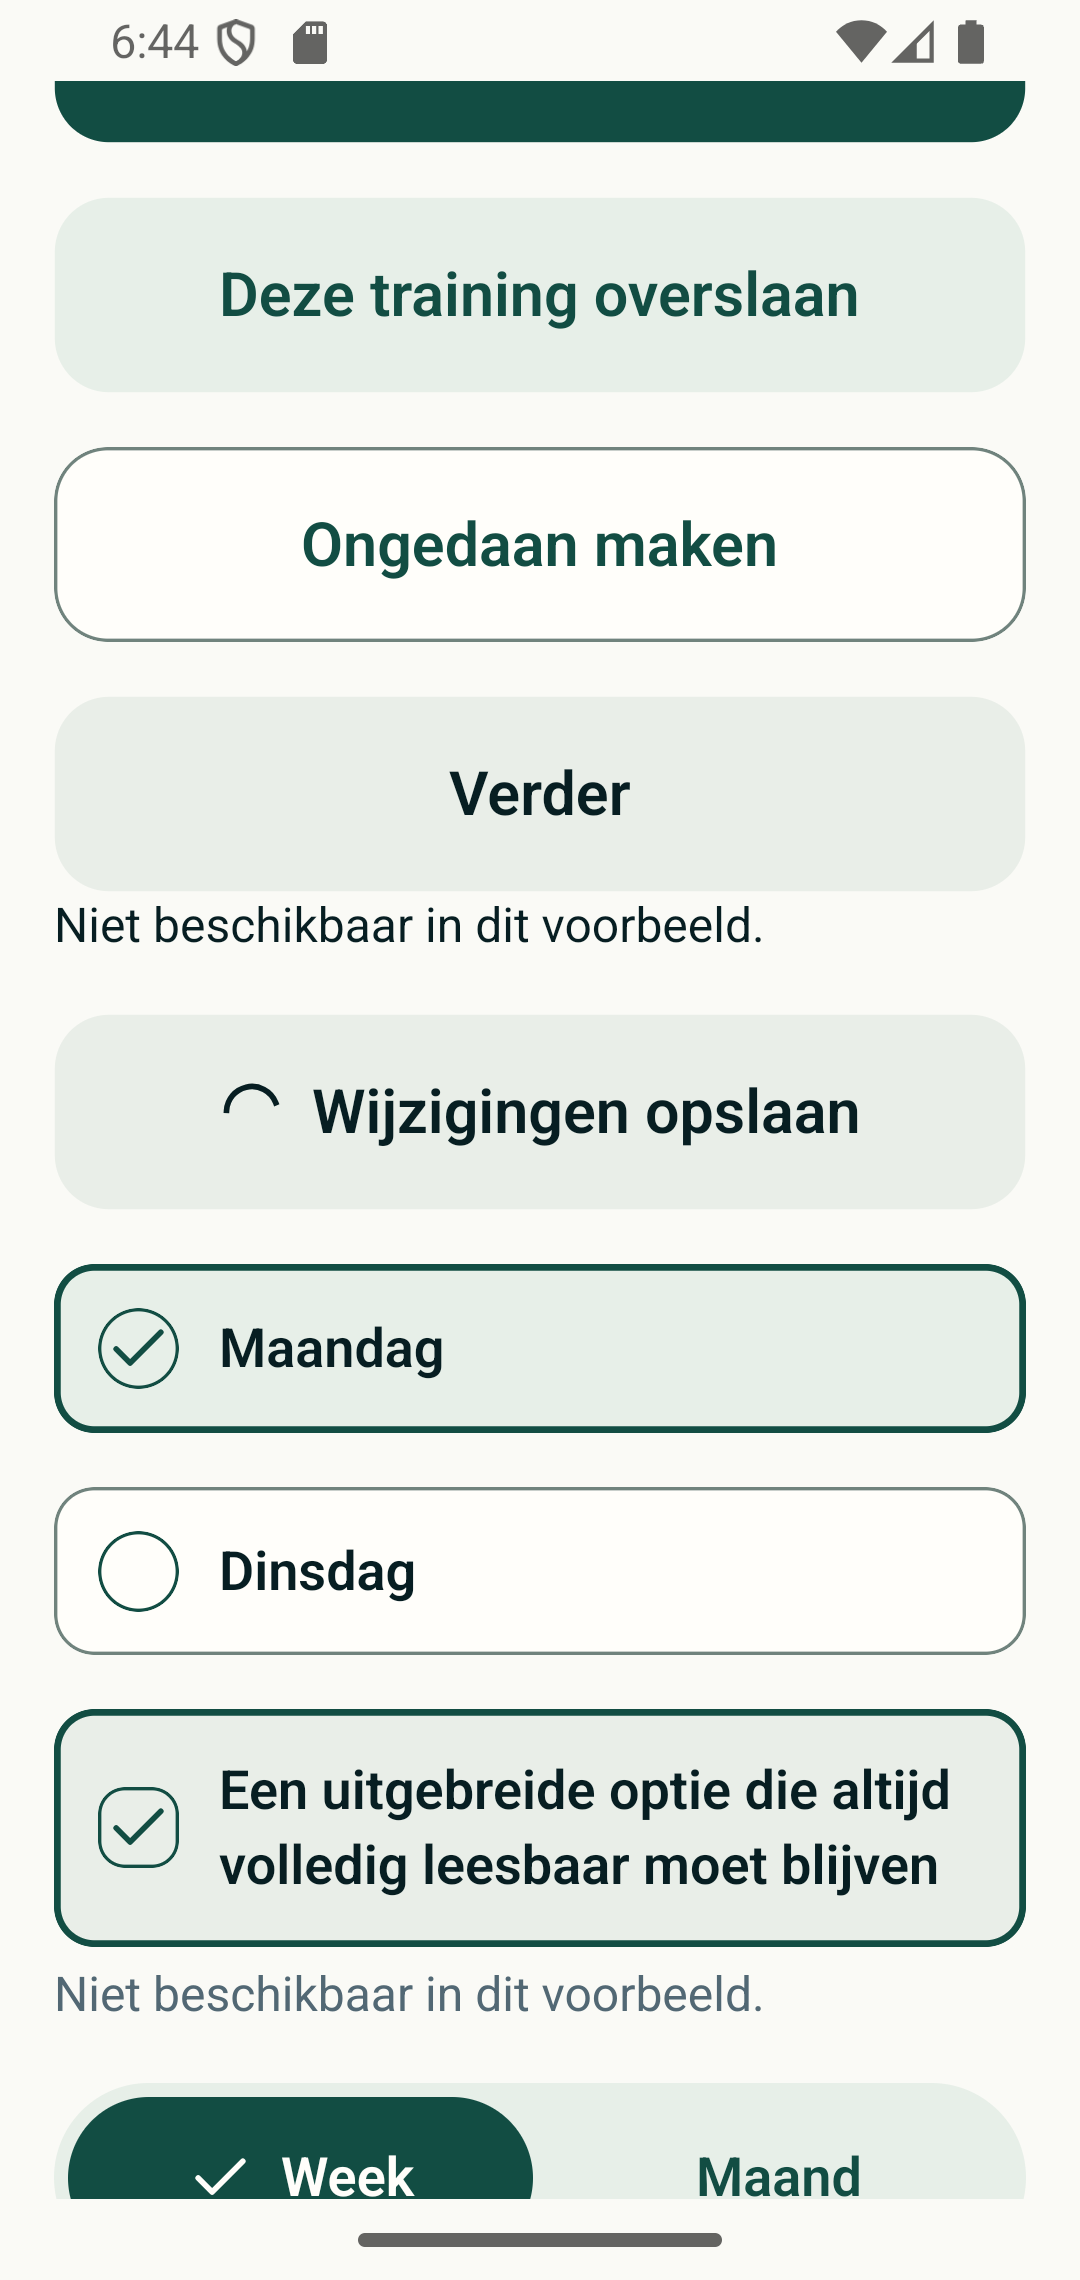 6:44
Deze training overslaan
Ongedaan maken
Verder
Niet beschikbaar in dit voorbeeld.
Wijzigingen opslaan
Maandag
Dinsdag
Een uitgebreide optie die altijd
volledig leesbaar moet blijven
Niet beschikbaar in dit voorbeeld.
Week Maand